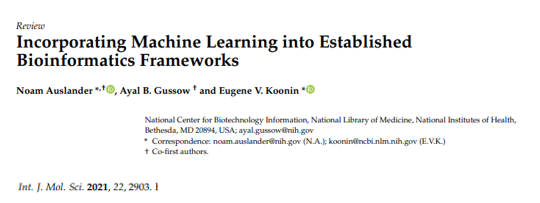 Review
Incorporating Machine Learning into Established
Bioinformatics Frameworks
Noam Auslander *,†, Ayal B. Gussow † and Eugene V. Koonin *
National Center for Biotechnology Information, National Library of Medicine, National Institutes of Health,
Bethesda, MD 20894, USA; ayal.gussow@nih.gov
* Correspondence: noam.auslander@nih.gov (N.A.); koonin@ncbi.nlm.nih.gov (E.V.K.)
† Co-first authors.
Int. J. Mol. Sci. 2021, 22, 2903. l